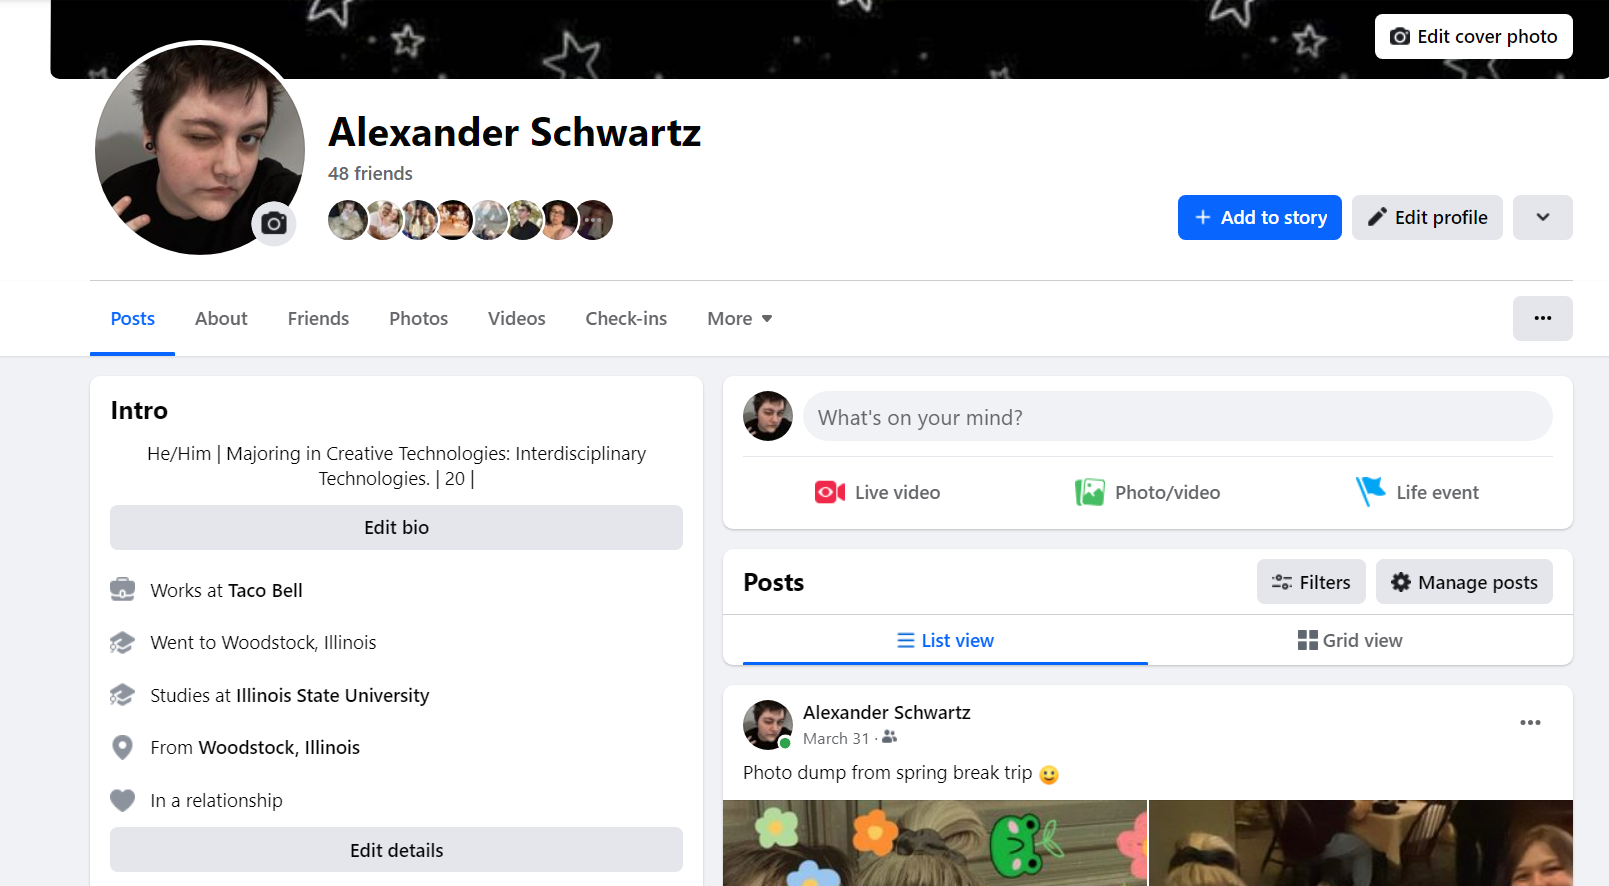 Edit cover photo
Alexander Schwartz
48 friends
Add to story
Edit profile
Posts
About
Friends
Photos
Videos
Check-ins
More
Intro
He/Him | Majoring in Creative Technologies: Interdisciplinary
Technologies. | 20 |
Edit bio
Works at Taco Bell
Went to Woodstock, Illinois
Studies at Illinois State University
From Woodstock, Illinois
In a relationship
Edit details
What's on your mind?
Live video
Photo/video
Life event
Posts
Filters
Manage posts
List view
Grid view
Alexander Schwartz
March 31 ·
Photo dump from spring break trip 🙂